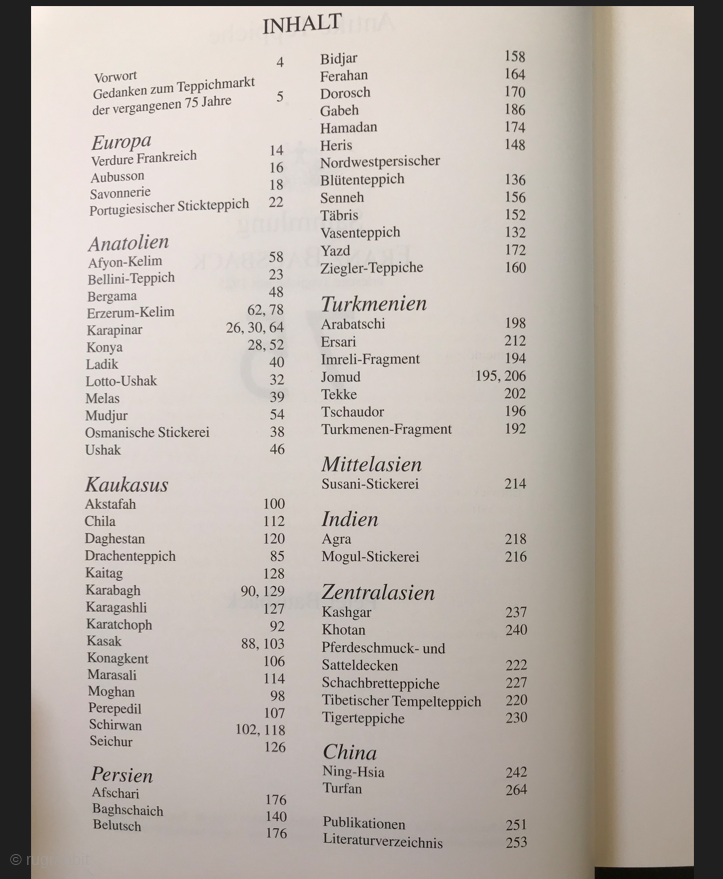 INHALT
Vorwort 4
Gedanken zum Teppichmarkt
der vergangenen 75 Jahre 5
Europa
Verdure Frankreich 14
Aubusson 16
Savonnerie 18
Portugiesischer Stickteppich 22
Anatolien
Afyon-Kelim 58
Bellini-Teppich 23
Bergama 48
Erzerum-Kelim 62, 78
Karapinar 26, 30, 64
Konya 28, 52
Ladik 40
Lotto-Ushak 32
Melas 39
Mudjur 54
Osmanische Stickerei 38
Ushak 46
Kaukasus
Akstafah 100
Chila 112
Daghestan 120
Drachenteppich 85
Kaitag 128
Karabagh 90, 129
Karagashli 127
Karatchoph 92
Kasak 88, 103
Konagkent 106
Marasali 114
Moghan 98
Perepedil 107
Schirwan 102, 118
Seichur 126
Persien
Afschari 176
Baghschaich 140
Belutsch 176
Bidjar 158
Ferahan 164
Dorosch 170
Gabeh 186
Hamadan 174
Heris 148
Nordwestpersischer
Blütenteppich 136
Senneh 156
Täbris 152
Vasenteppich 132
Yazd 172
Ziegler-Teppiche 160
Turkmenien
Arabatschi 198
Ersari 212
Imreli-Fragment 194
Jomud 195, 206
Tekke 202
Tschaudor 196
Turkmenen-Fragment 192
Mittelasien
Susani-Stickerei 214
Indien
Agra 218
Mogul-Stickerei 216
Zentralasien
Kashgar 237
Khotan 240
Pferdeschmuck- und
Satteldecken 222
Schachbretteppiche 227
Tibetischer Tempelteppich 220
Tigerteppiche 230
China
Ning-Hsia 242
Turfan 264
Publikationen 251
Literaturverzeichnis 253